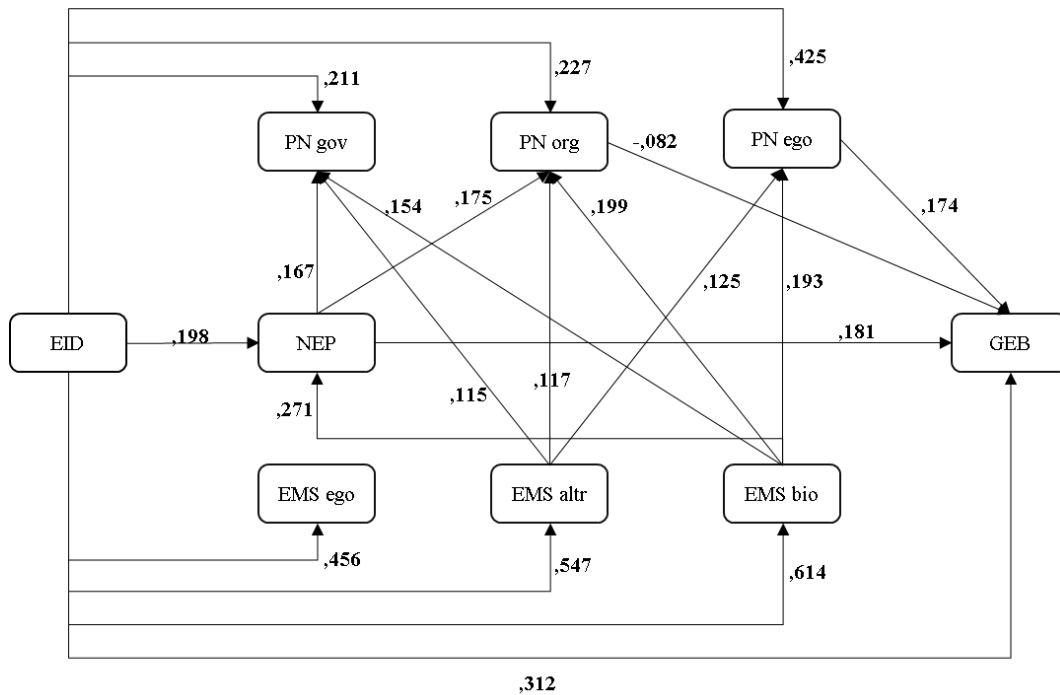 ,425
,227
,211
PN gov
PN org
PN ego
-,082
,175
,154
,199
,174
,167
,125
,193
EID
,198
NEP
,181
GEB
,271
,115
,117
EMS ego
EMS altr
EMS bio
,456
,547
,614
,312